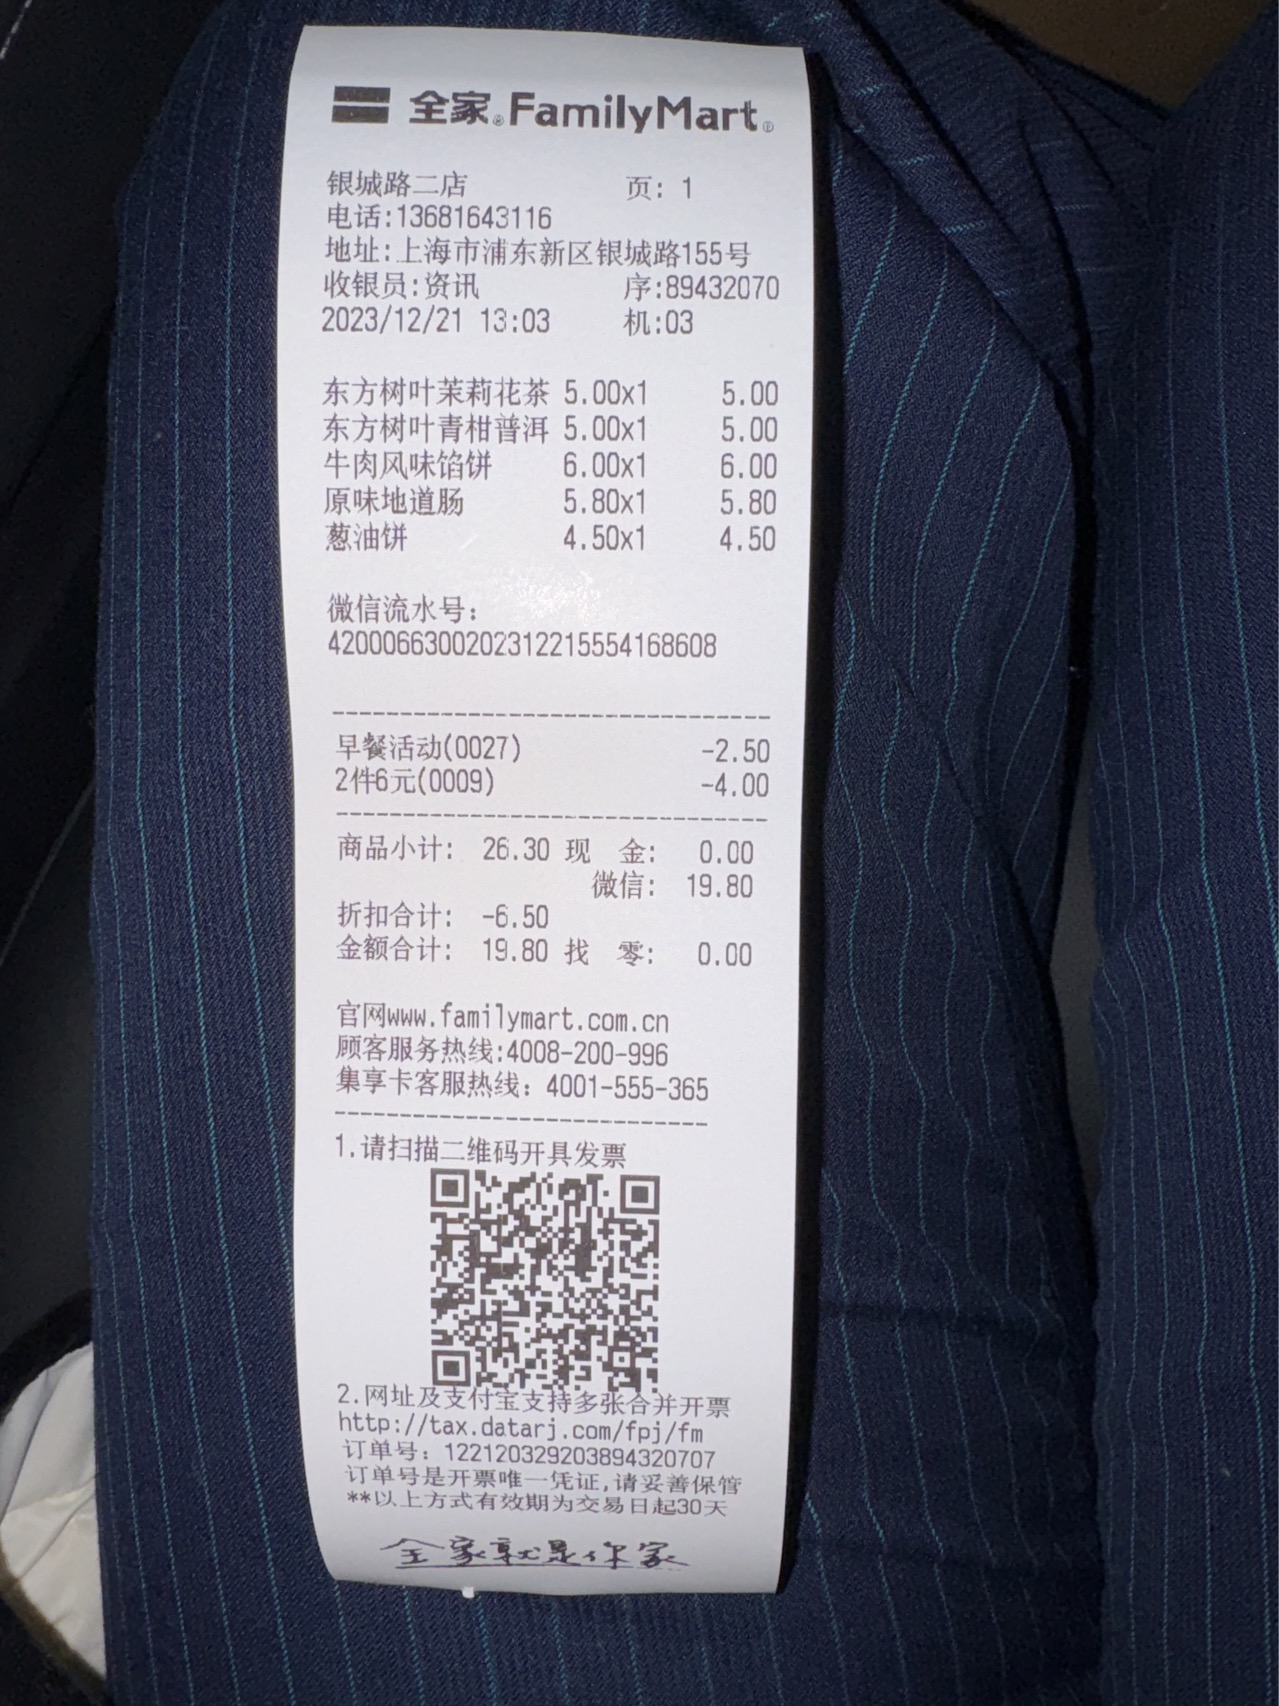 全家® FamilyMart®
银城路二店 页: 1
电话:13681643116
地址:上海市浦东新区银城路155号
收银员:资讯 序:89432070
2023/12/21 13:03 机:03
东方树叶茉莉花茶 5.00x1 5.00
东方树叶青柑普洱 5.00x1 5.00
牛肉风味馅饼 6.00x1 6.00
原味地道肠 5.80x1 5.80
葱油饼 4.50x1 4.50
微信流水号:
4200066300202312215554168608
早餐活动(0027) -2.50
2件6元(0009) -4.00
商品小计: 26.30 现 金: 0.00
微信: 19.80
折扣合计: -6.50
金额合计: 19.80 找 零: 0.00
官网www.familymart.com.cn
顾客服务热线:4008-200-996
集享卡客服热线: 4001-555-365
1.请扫描二维码开具发票
2.网址及支付宝支持多张合并开票
http://tax.datarj.com/fpj/fm
订单号: 122120329203894320707
订单号是开票唯一凭证,请妥善保管
**以上方式有效期为交易日起30天
全家就是你家